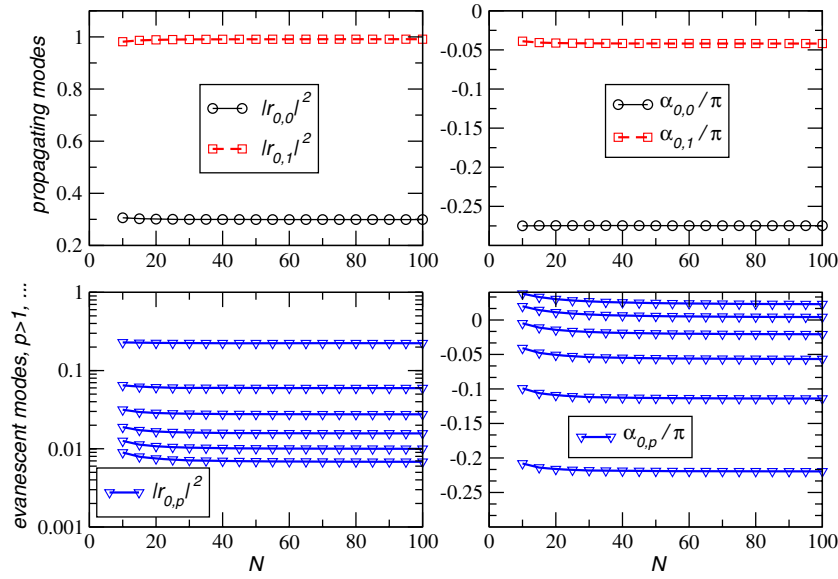 propagating modes
1
0.8
0.6
0.4
0.2
0 20 40 60 80 100
|r0,0|^2
|r0,1|^2
0
-0.05
-0.1
-0.15
-0.2
-0.25
0 20 40 60 80 100
α0,0/π
α0,1/π
evanescent modes, p>1, ...
1
0.1
0.01
0.001
0 20 40 60 80 100
N
|r0,p|^2
0
-0.05
-0.1
-0.15
-0.2
-0.25
0 20 40 60 80 100
N
α0,p/π